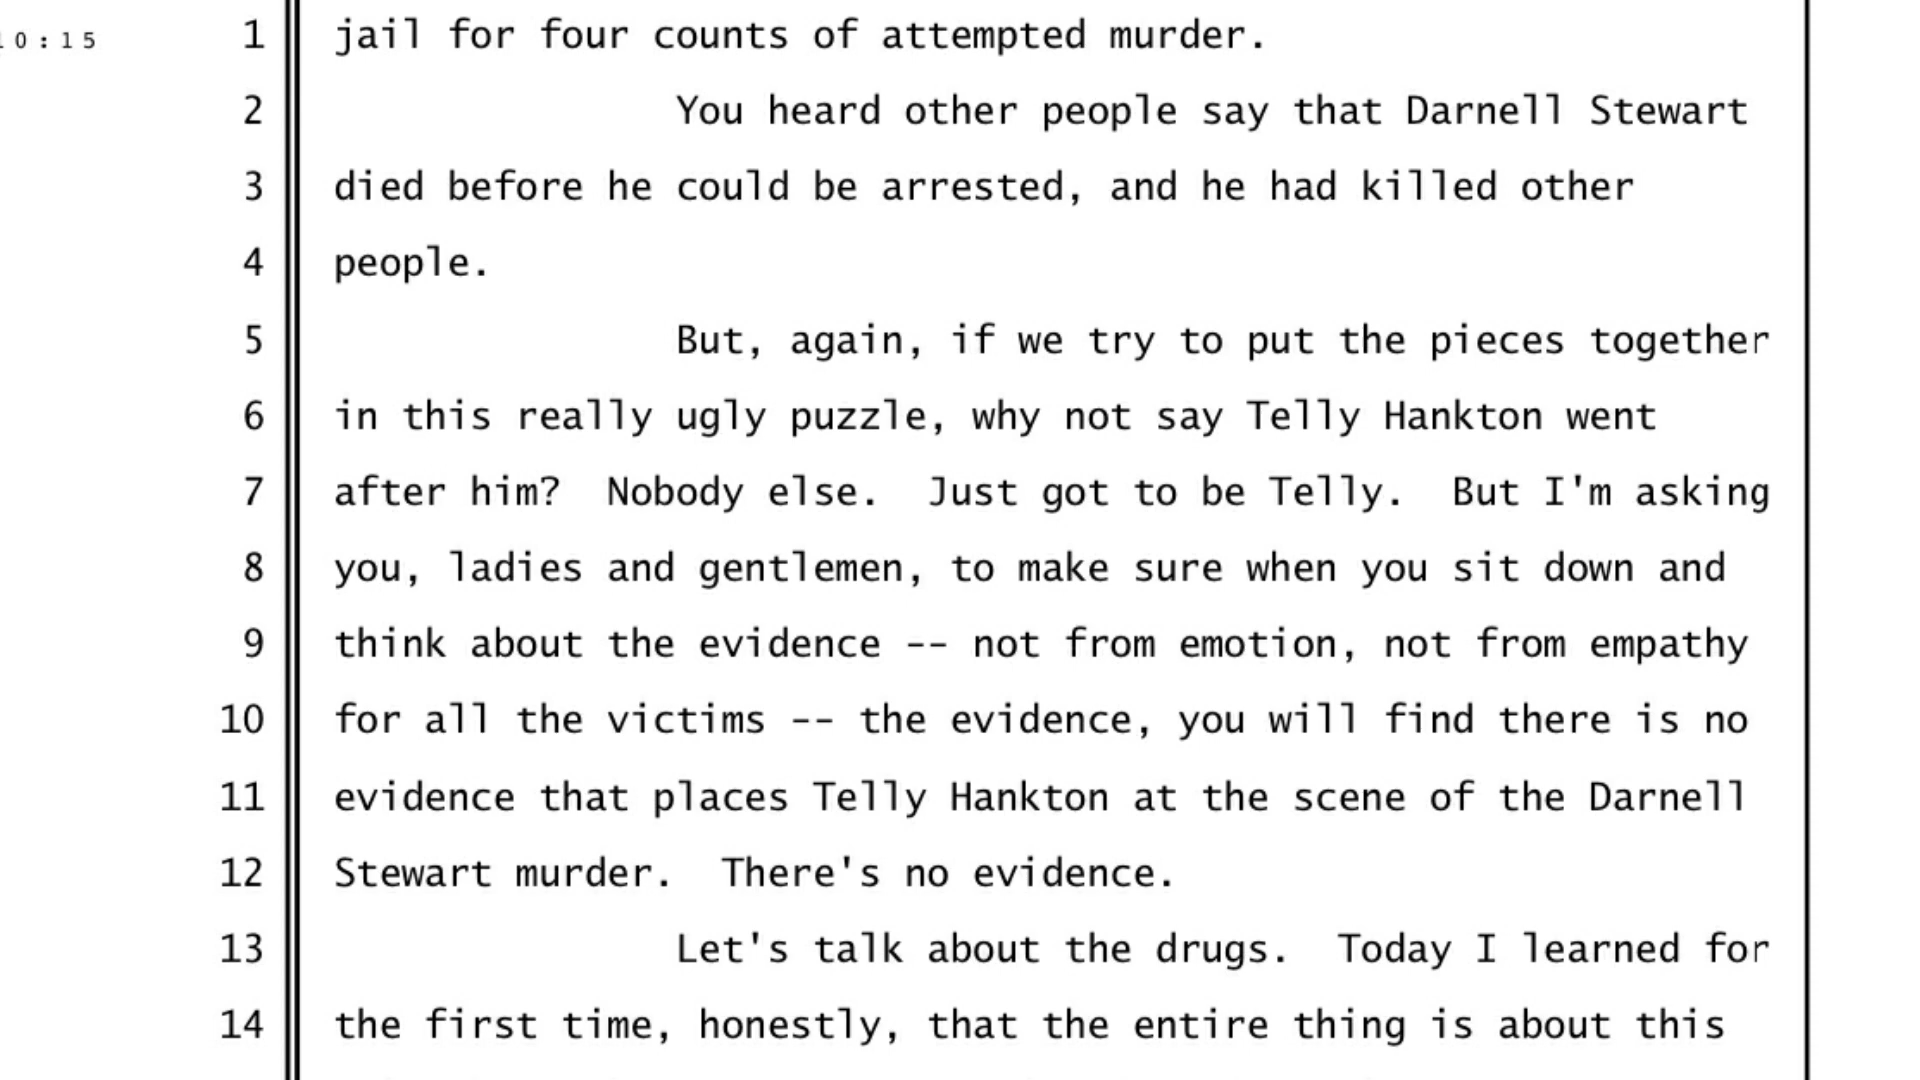 10:15 1 jail for four counts of attempted murder.
2 You heard other people say that Darnell Stewart
3 died before he could be arrested, and he had killed other
4 people.
5 But, again, if we try to put the pieces together
6 in this really ugly puzzle, why not say Telly Hankton went
7 after him?  Nobody else.  Just got to be Telly.  But I'm asking
8 you, ladies and gentlemen, to make sure when you sit down and
9 think about the evidence -- not from emotion, not from empathy
10 for all the victims -- the evidence, you will find there is no
11 evidence that places Telly Hankton at the scene of the Darnell
12 Stewart murder.  There's no evidence.
13 Let's talk about the drugs.  Today I learned for
14 the first time, honestly, that the entire thing is about this